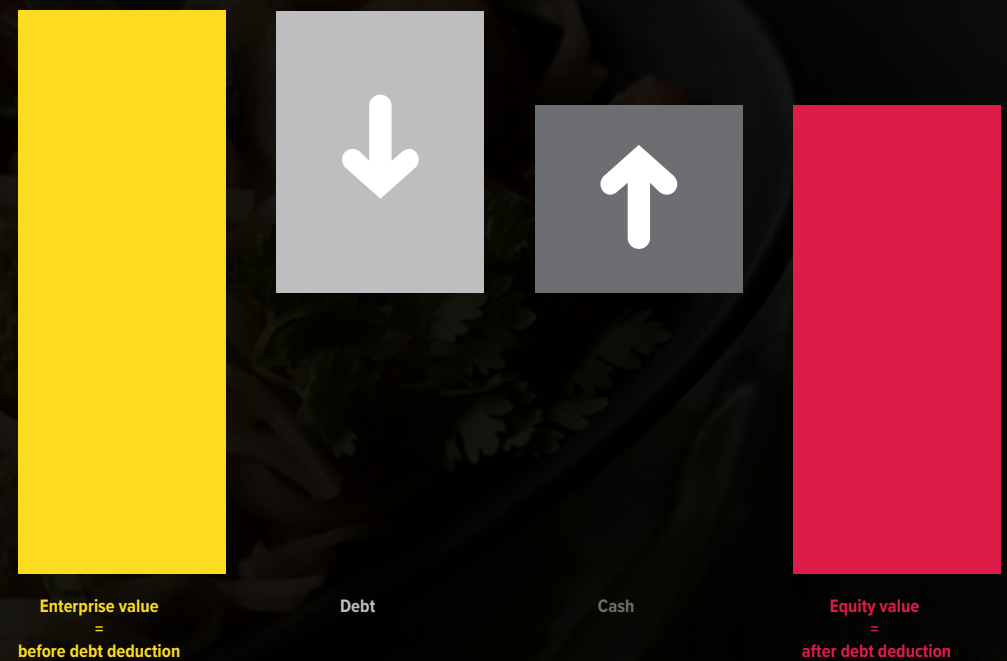 Enterprise value
=
before debt deduction
Debt
Cash
Equity value
=
after debt deduction